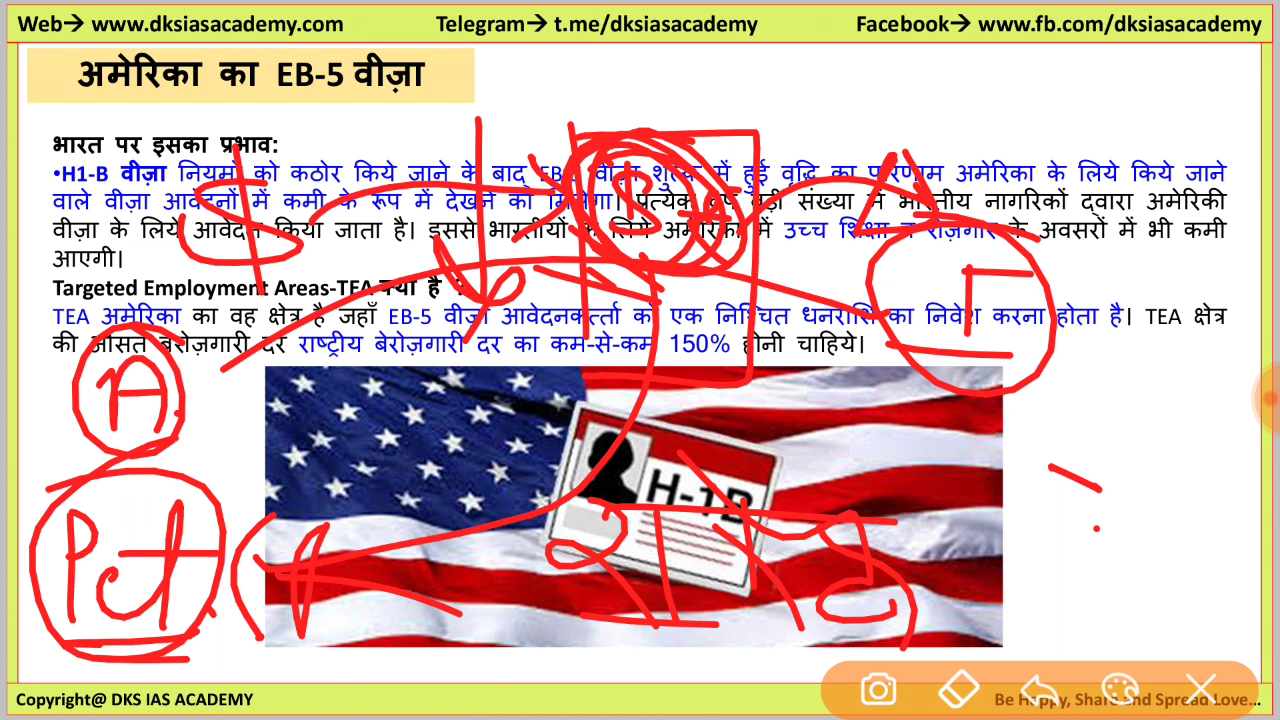 Web→ www.dksiasacademy.com Telegram→ t.me/dksiasacademy Facebook→ www.fb.com/dksiasacademy
अमेरिका का EB-5 वीज़ा
भारत पर इसका प्रभाव:
•H1-B वीज़ा नियमों को कठोर किये जाने के बाद EB-5 वीज़ा शुल्क में हुई वृद्धि का परिणाम अमेरिका के लिये किये जाने
वाले वीज़ा आवेदनों में कमी के रूप में देखने को मिलेगा। प्रत्येक वर्ष बड़ी संख्या में भारतीय नागरिकों द्वारा अमेरिकी
वीज़ा के लिये आवेदन किया जाता है। इससे भारतीयों के लिये अमेरिका में उच्च शिक्षा व रोज़गार के अवसरों में भी कमी
आएगी।
Targeted Employment Areas-TEA क्या है ?
TEA अमेरिका का वह क्षेत्र है जहाँ EB-5 वीज़ा आवेदनकर्त्ता को एक निश्चित धनराशि का निवेश करना होता है। TEA क्षेत्र
की औसत बेरोज़गारी दर राष्ट्रीय बेरोज़गारी दर का कम-से-कम 150% होनी चाहिये।
A
I
H-1B
Copyright@ DKS IAS ACADEMY Be Happy, Share and Spread Love...